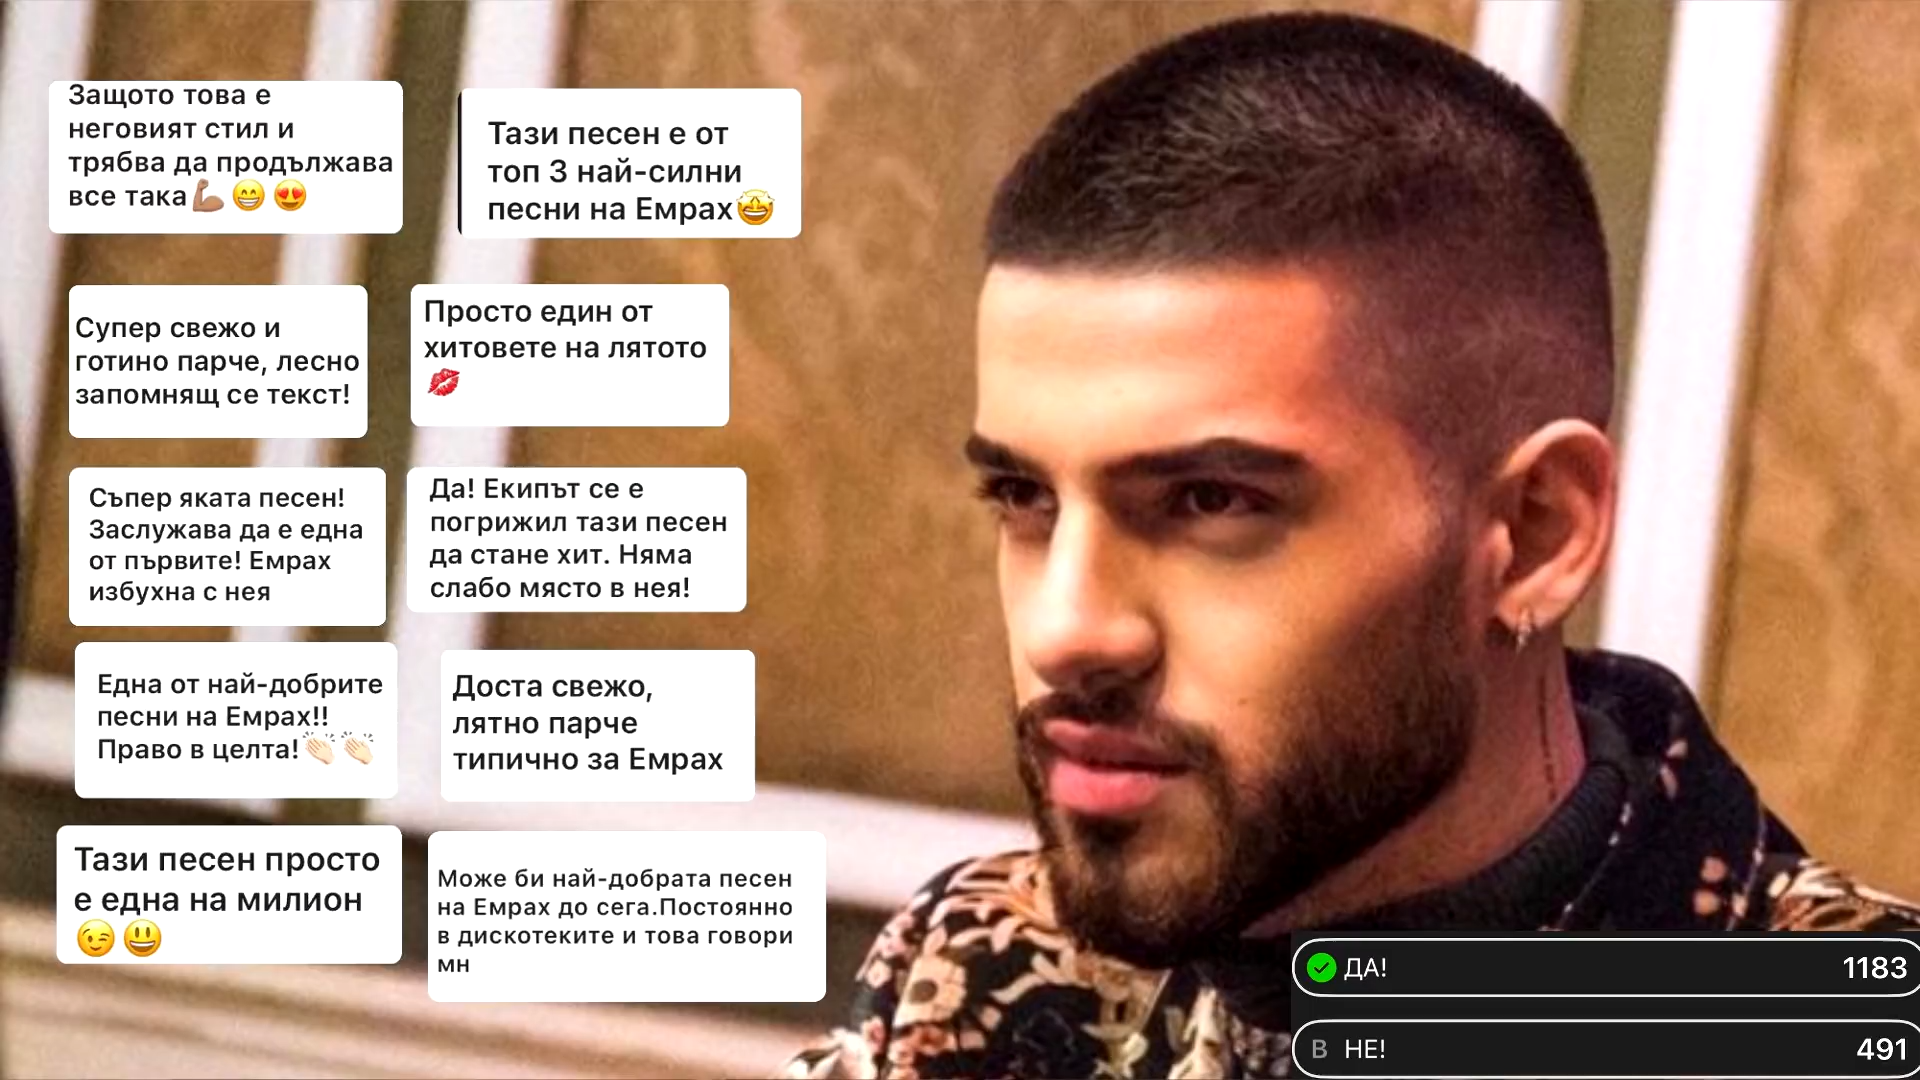 Защото това е
неговият стил и
трябва да продължава
все така💪🏽😁😍
Тази песен е от
топ 3 най-силни
песни на Емрах🤩
Супер свежо и
готино парче, лесно
запомнящ се текст!
Просто един от
хитовете на лятото
💋
Съпер яката песен!
Заслужава да е една
от първите! Емрах
избухна с нея
Да! Екипът се е
погрижил тази песен
да стане хит. Няма
слабо място в нея!
Една от най-добрите
песни на Емрах!!
Право в целта!👏🏻👏🏻
Доста свежо,
лятно парче
типично за Емрах
Тази песен просто
е една на милион
😉😃
Може би най-добрата песен
на Емрах до сега.Постоянно
в дискотеките и това говори
мн
ДА! 1183
B НЕ! 491